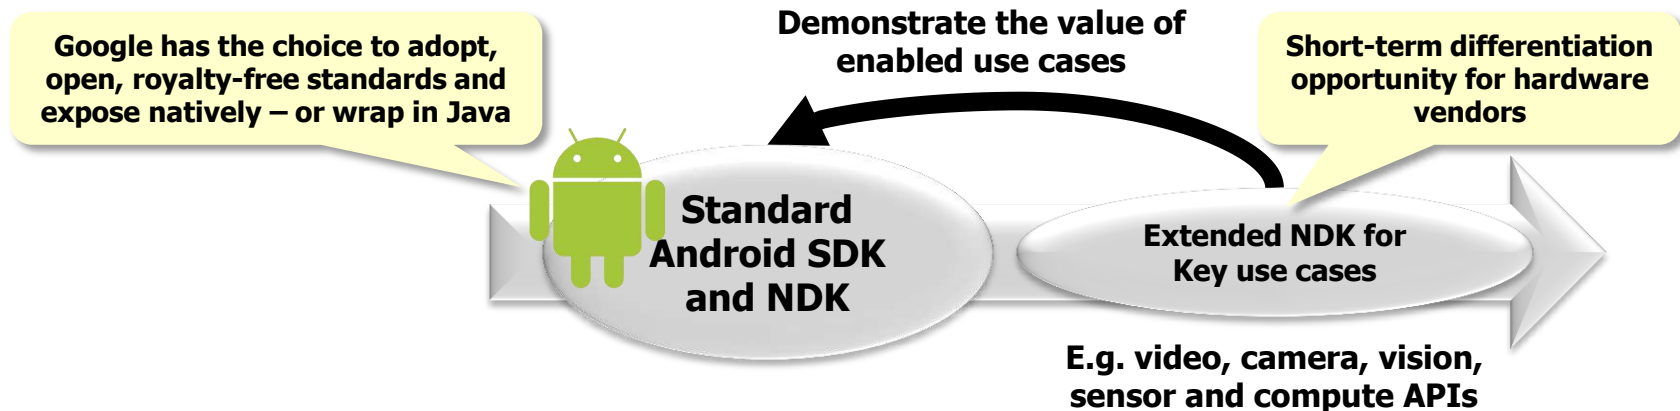 Google has the choice to adopt,
open, royalty-free standards and
expose natively – or wrap in Java
Demonstrate the value of
enabled use cases
Short-term differentiation
opportunity for hardware
vendors
Standard
Android SDK
and NDK
Extended NDK for
Key use cases
E.g. video, camera, vision,
sensor and compute APIs